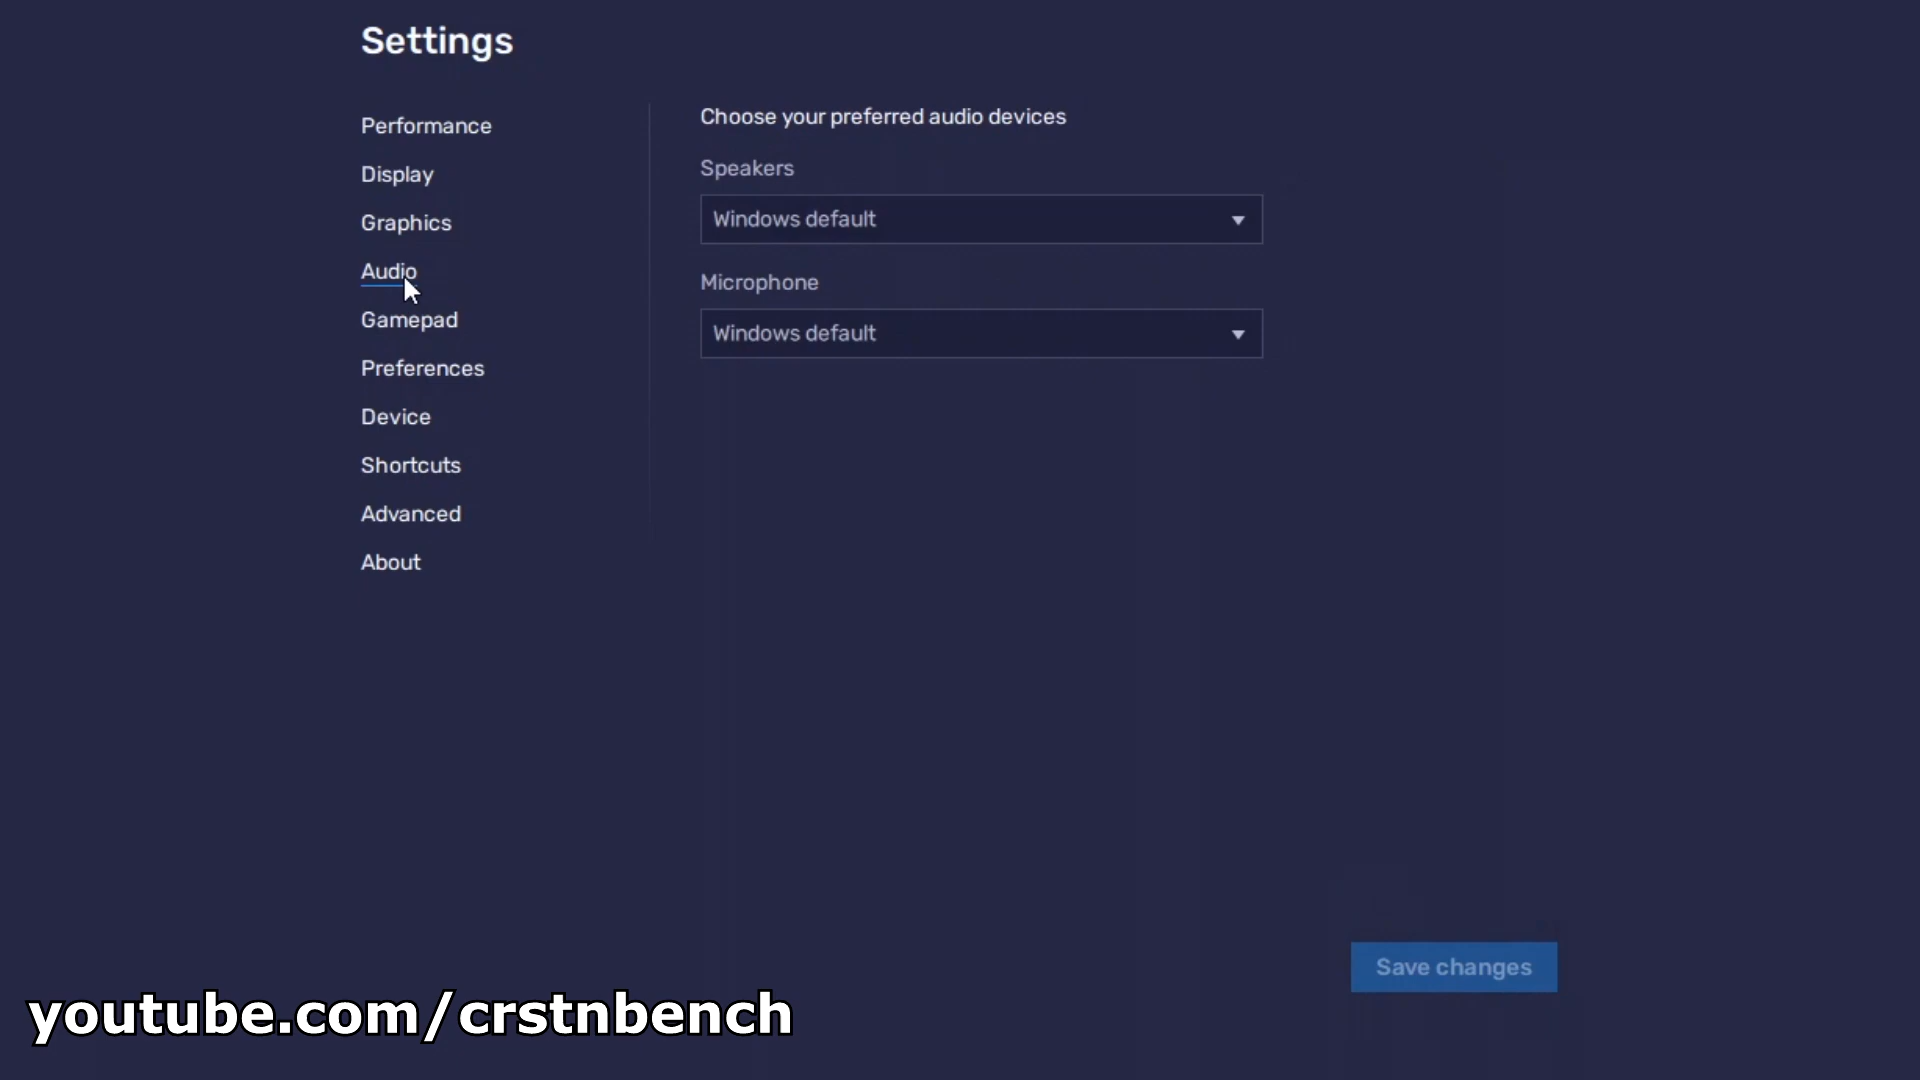 Settings
Performance
Display
Graphics
Audio
Gamepad
Preferences
Device
Shortcuts
Advanced
About
Choose your preferred audio devices
Speakers
Windows default
Microphone
Windows default
Save changes
youtube.com/crstnbench